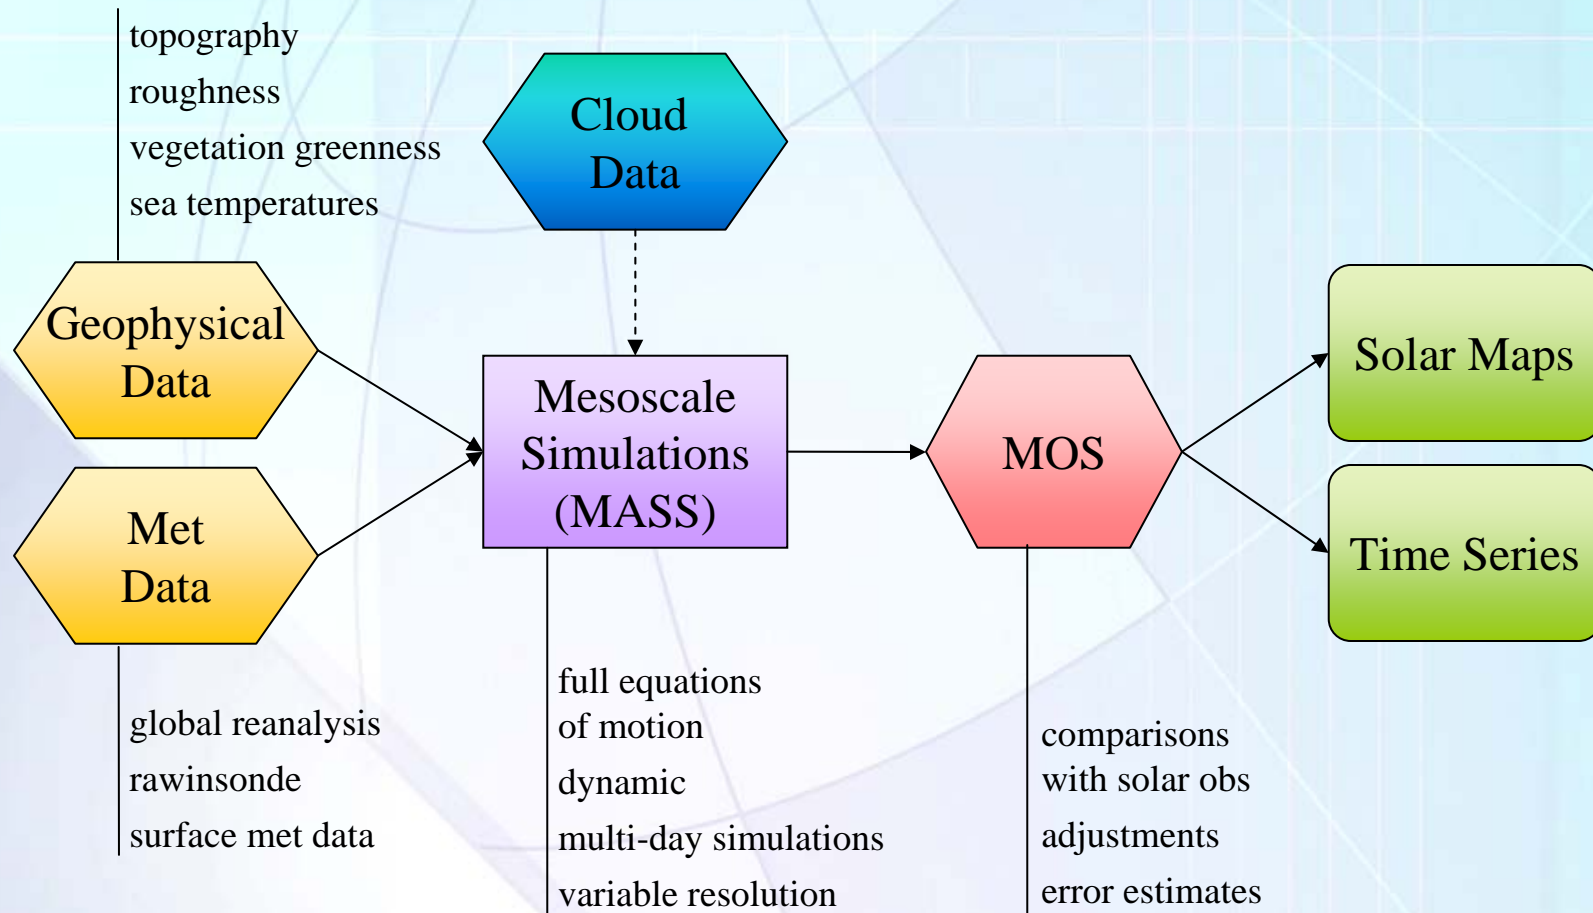 topography
roughness
vegetation greenness
sea temperatures
Cloud
Data
Geophysical
Data
Met
Data
global reanalysis
rawinsonde
surface met data
Mesoscale
Simulations
(MASS)
full equations
of motion
dynamic
multi-day simulations
variable resolution
MOS
comparisons
with solar obs
adjustments
error estimates
Solar Maps
Time Series